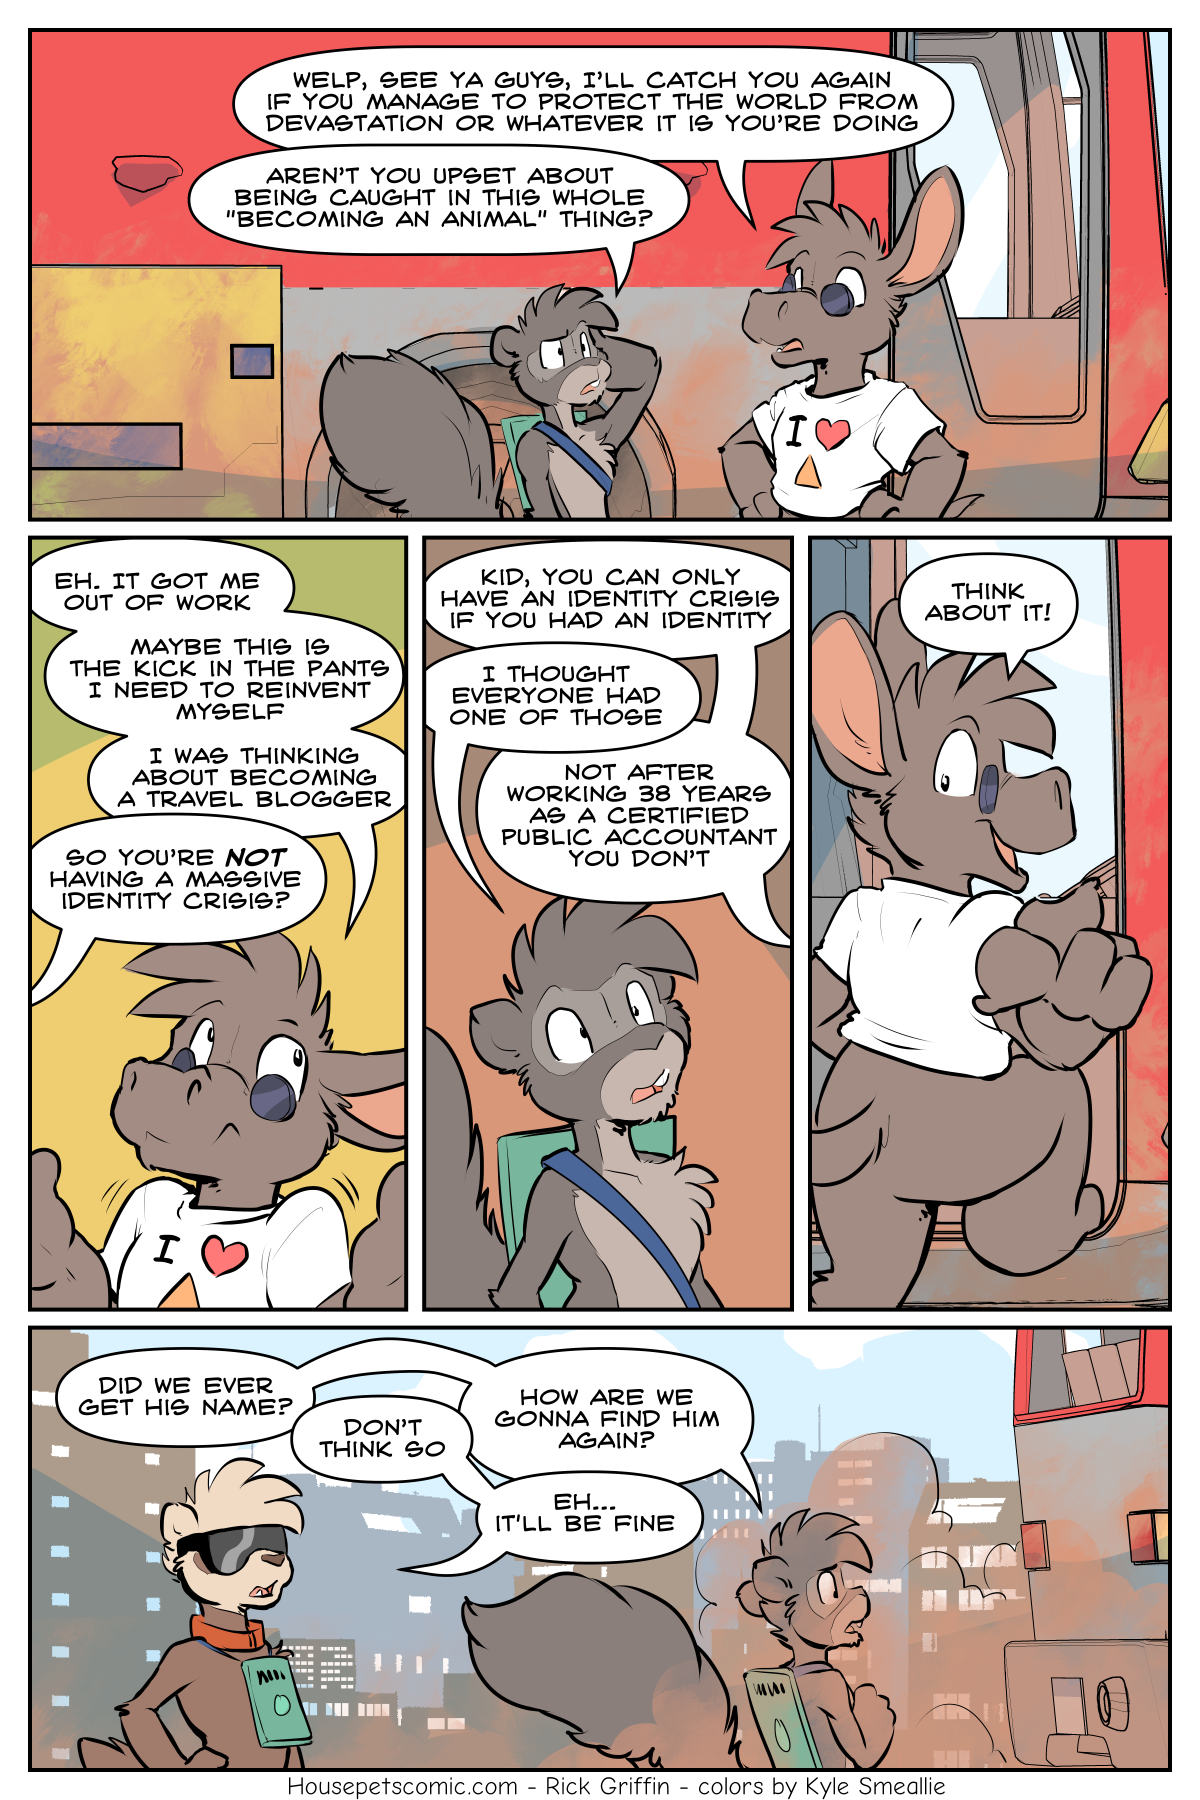 WELP, SEE YA GUYS, I'LL CATCH YOU AGAIN
IF YOU MANAGE TO PROTECT THE WORLD FROM
DEVASTATION OR WHATEVER IT IS YOU'RE DOING
AREN'T YOU UPSET ABOUT
BEING CAUGHT IN THIS WHOLE
"BECOMING AN ANIMAL" THING?
I
EH. IT GOT ME
OUT OF WORK
MAYBE THIS IS
THE KICK IN THE PANTS
I NEED TO REINVENT
MYSELF
I WAS THINKING
ABOUT BECOMING
A TRAVEL BLOGGER
SO YOU'RE NOT
HAVING A MASSIVE
IDENTITY CRISIS?
I
KID, YOU CAN ONLY
HAVE AN IDENTITY CRISIS
IF YOU HAD AN IDENTITY
I THOUGHT
EVERYONE HAD
ONE OF THOSE
NOT AFTER
WORKING 38 YEARS
AS A CERTIFIED
PUBLIC ACCOUNTANT
YOU DON'T
THINK
ABOUT IT!
DID WE EVER
GET HIS NAME?
DON'T
THINK SO
HOW ARE WE
GONNA FIND HIM
AGAIN?
EH...
IT'LL BE FINE
Housepetscomic.com - Rick Griffin - colors by Kyle Smeallie